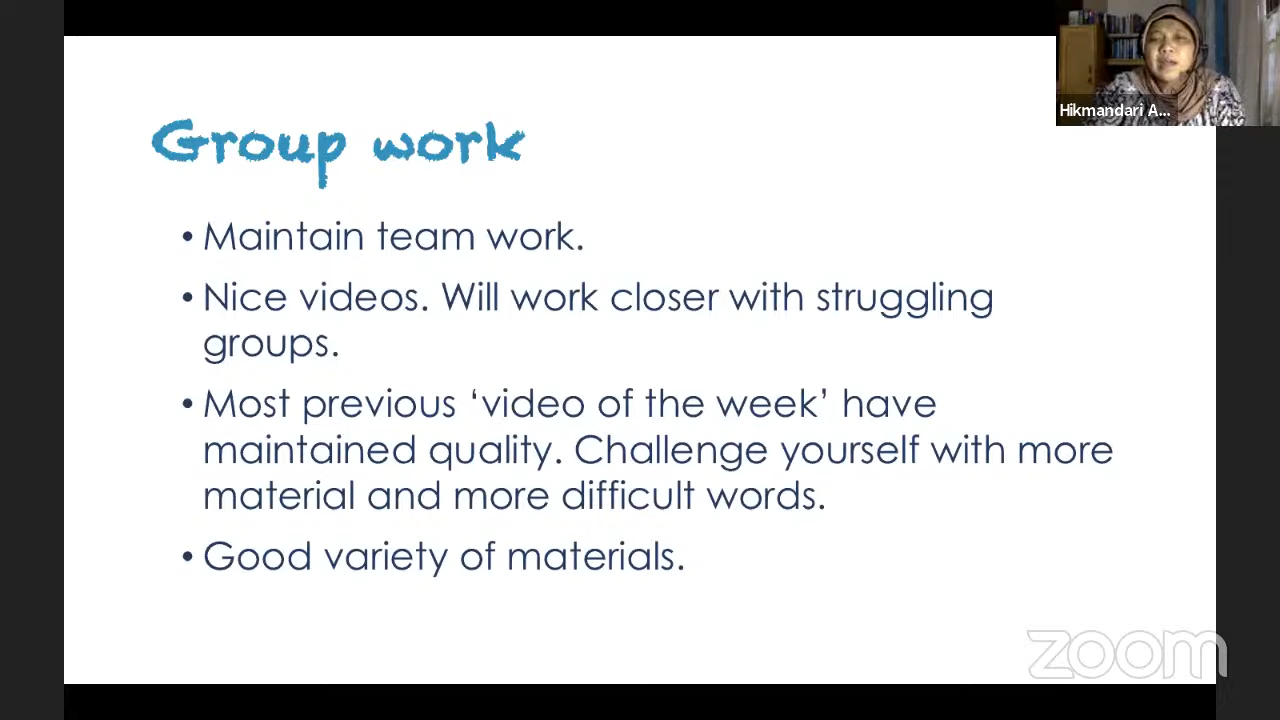 Hikmandari A...
Group work
• Maintain team work.
• Nice videos. Will work closer with struggling
groups.
• Most previous ‘video of the week’ have
maintained quality. Challenge yourself with more
material and more difficult words.
• Good variety of materials.
zoom